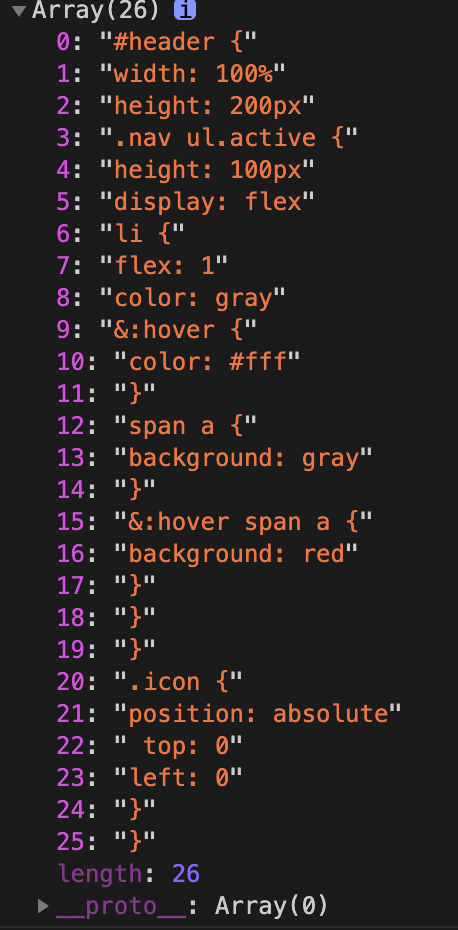 ▼Array(26) i
0: "#header {"
1: "width: 100%"
2: "height: 200px"
3: ".nav ul.active {"
4: "height: 100px"
5: "display: flex"
6: "li {"
7: "flex: 1"
8: "color: gray"
9: "&:hover {"
10: "color: #fff"
11: "}"
12: "span a {"
13: "background: gray"
14: "}"
15: "&:hover span a {"
16: "background: red"
17: "}"
18: "}"
19: "}"
20: ".icon {"
21: "position: absolute"
22: " top: 0"
23: "left: 0"
24: "}"
25: "}"
length: 26
▶__proto__: Array(0)